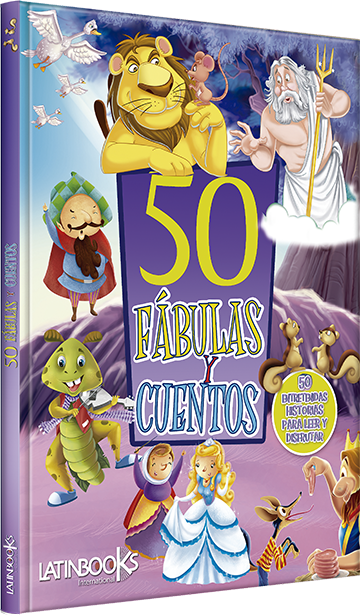 50
FÁBULAS
Y
CUENTOS
50
ENTRETENIDAS
HISTORIAS
PARA LEER Y
DISFRUTAR
LATINBOOKS
International
50 FÁBULAS Y CUENTOS
LATINBOOKS